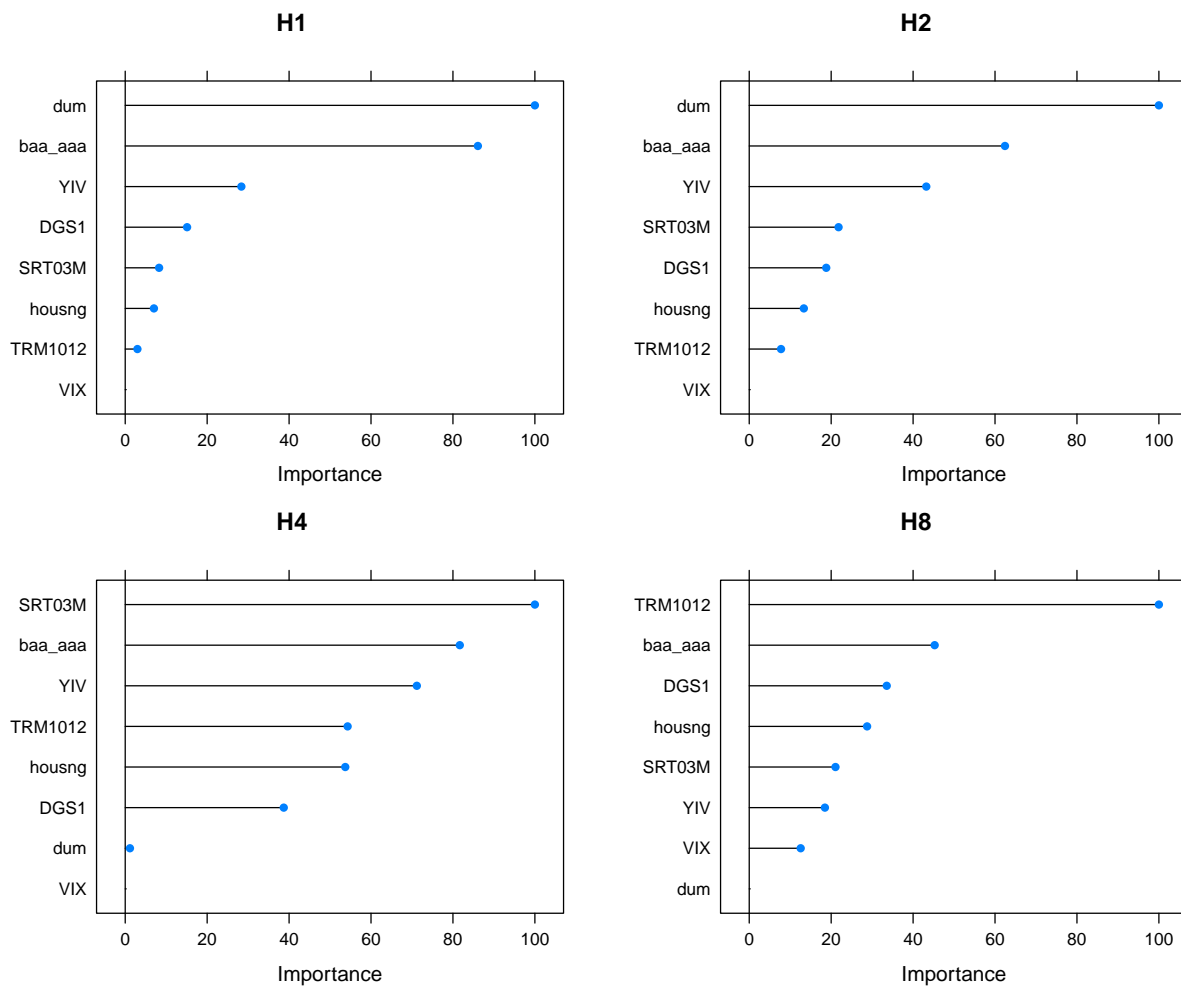 H1
dum
baa_aaa
YIV
DGS1
SRT03M
housng
TRM1012
VIX
0 20 40 60 80 100
Importance
H2
dum
baa_aaa
YIV
SRT03M
DGS1
housng
TRM1012
VIX
0 20 40 60 80 100
Importance
H4
SRT03M
baa_aaa
YIV
TRM1012
housng
DGS1
dum
VIX
0 20 40 60 80 100
Importance
H8
TRM1012
baa_aaa
DGS1
housng
SRT03M
YIV
VIX
dum
0 20 40 60 80 100
Importance